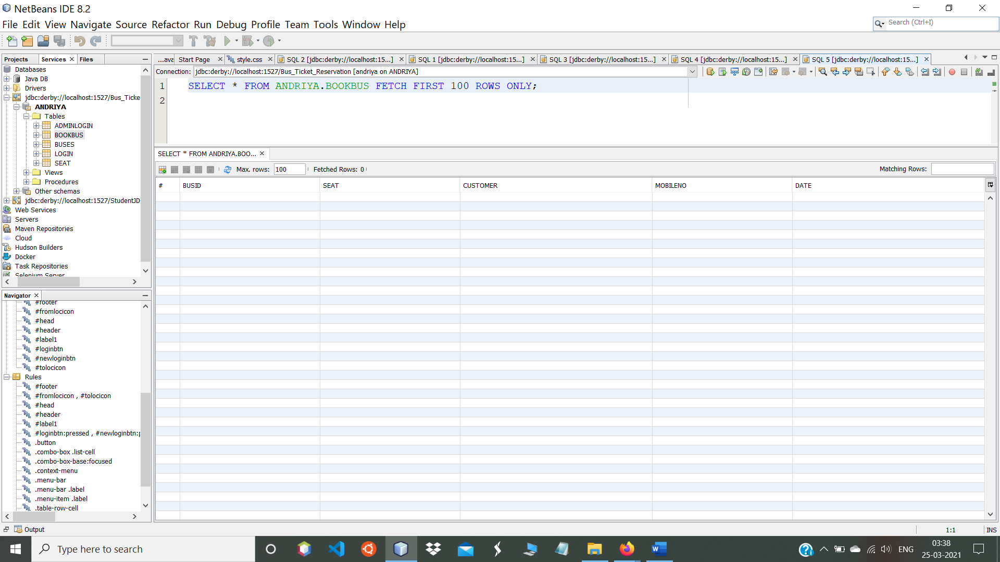 NetBeans IDE 8.2
File Edit View Navigate Source Refactor Run Debug Profile Team Tools Window Help
Search (Ctrl+I)
Projects Services Files
Databases
Java DB
Drivers
jdbc:derby://localhost:1527/Bus_Ticke
ANDRIYA
Tables
ADMINLOGIN
BOOKBUS
BUSES
LOGIN
SEAT
Views
Procedures
Other schemas
jdbc:derby://localhost:1527/StudentJD
Web Services
Servers
Maven Repositories
Cloud
Hudson Builders
Docker
Task Repositories
Selenium Server
Navigator
#footer
#fromlocicon
#head
#header
#label1
#loginbtn
#newloginbtn
#tolocicon
Rules
#footer
#fromlocicon , #tolocicon
#head
#header
#label1
#loginbtn:pressed , #newloginbtn:p
.button
.combo-box .list-cell
.combo-box-base:focused
.context-menu
.menu-bar
.menu-bar .label
.menu-item .label
.table-row-cell
...ava Start Page style.css SQL 2 [jdbc:derby://localhost:15...] SQL 1 [jdbc:derby://localhost:15...] SQL 3 [jdbc:derby://localhost:15...] SQL 4 [jdbc:derby://localhost:15...] SQL 5 [jdbc:derby://localhost:15...]
Connection: jdbc:derby://localhost:1527/Bus_Ticket_Reservation [andriya on ANDRIYA]
1 SELECT * FROM ANDRIYA.BOOKBUS FETCH FIRST 100 ROWS ONLY;
2
SELECT * FROM ANDRIYA.BOO...
Max. rows: 100 Fetched Rows: 0 Matching Rows:
# BUSID SEAT CUSTOMER MOBILENO DATE
Output
1:1 INS
Type here to search
ENG
03:38
25-03-2021